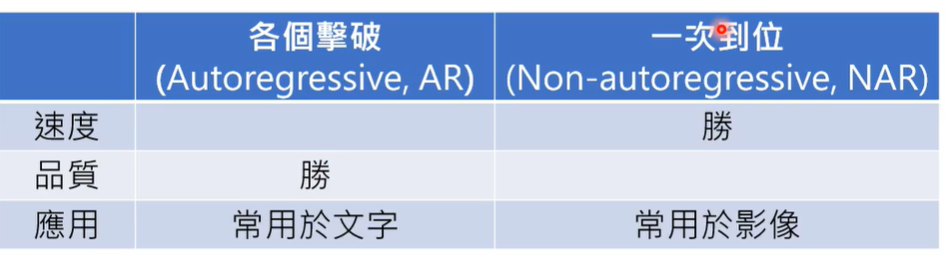 各個擊破 一次到位
(Autoregressive, AR) (Non-autoregressive, NAR)
速度 勝
品質 勝
應用 常用於文字 常用於影像